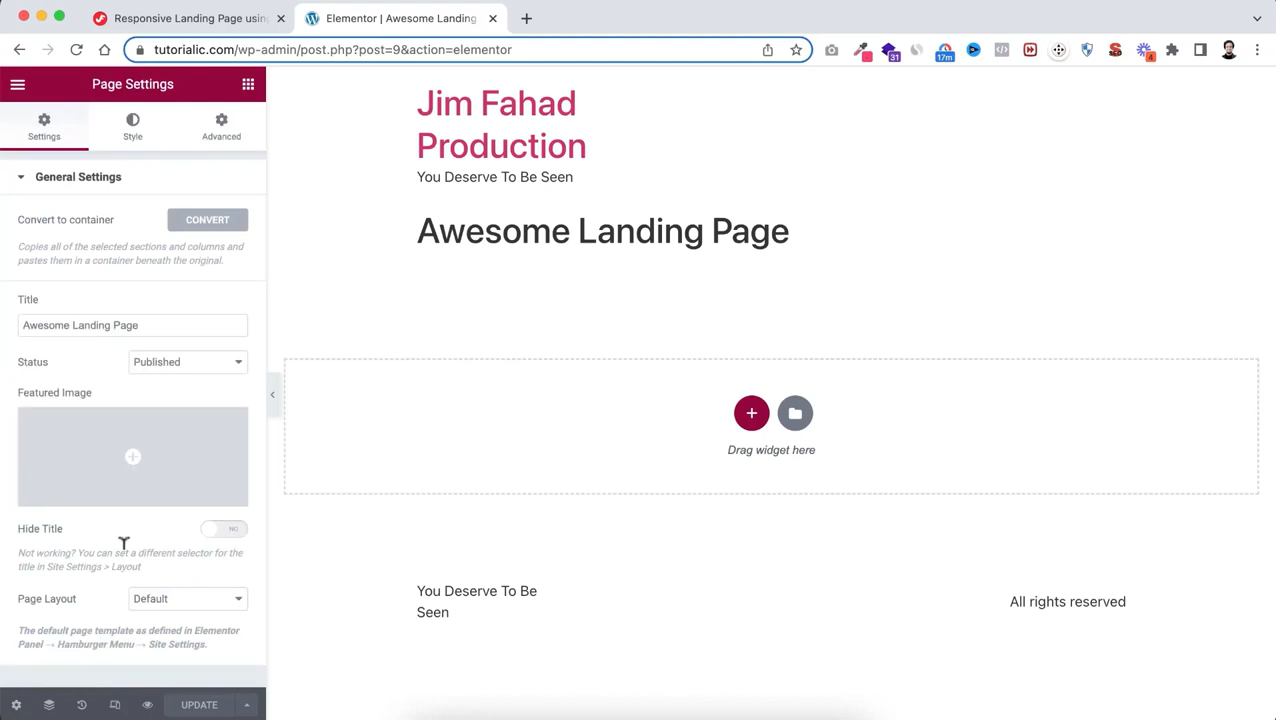 Responsive Landing Page using
Elementor | Awesome Landing
tutorialic.com/wp-admin/post.php?post=9&action=elementor
31
17m
4
Page Settings
Settings
Style
Advanced
General Settings
Convert to container
CONVERT
Copies all of the selected sections and columns and
pastes them in a container beneath the original.
Title
Awesome Landing Page
Status
Published
Featured Image
Hide Title
NO
Not working? You can set a different selector for the
title in Site Settings > Layout
Page Layout
Default
The default page template as defined in Elementor
Panel → Hamburger Menu → Site Settings.
UPDATE
Jim Fahad
Production
You Deserve To Be Seen
Awesome Landing Page
Drag widget here
You Deserve To Be
Seen
All rights reserved